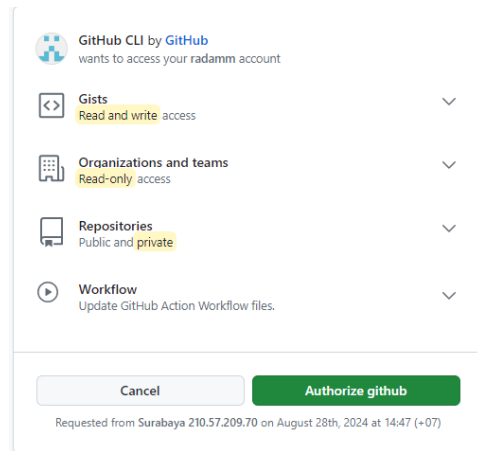 GitHub CLI by GitHub
wants to access your radamm account
Gists
Read and write access
Organizations and teams
Read-only access
Repositories
Public and private
Workflow
Update GitHub Action Workflow files.
Cancel
Authorize github
Requested from Surabaya 210.57.209.70 on August 28th, 2024 at 14:47 (+07)